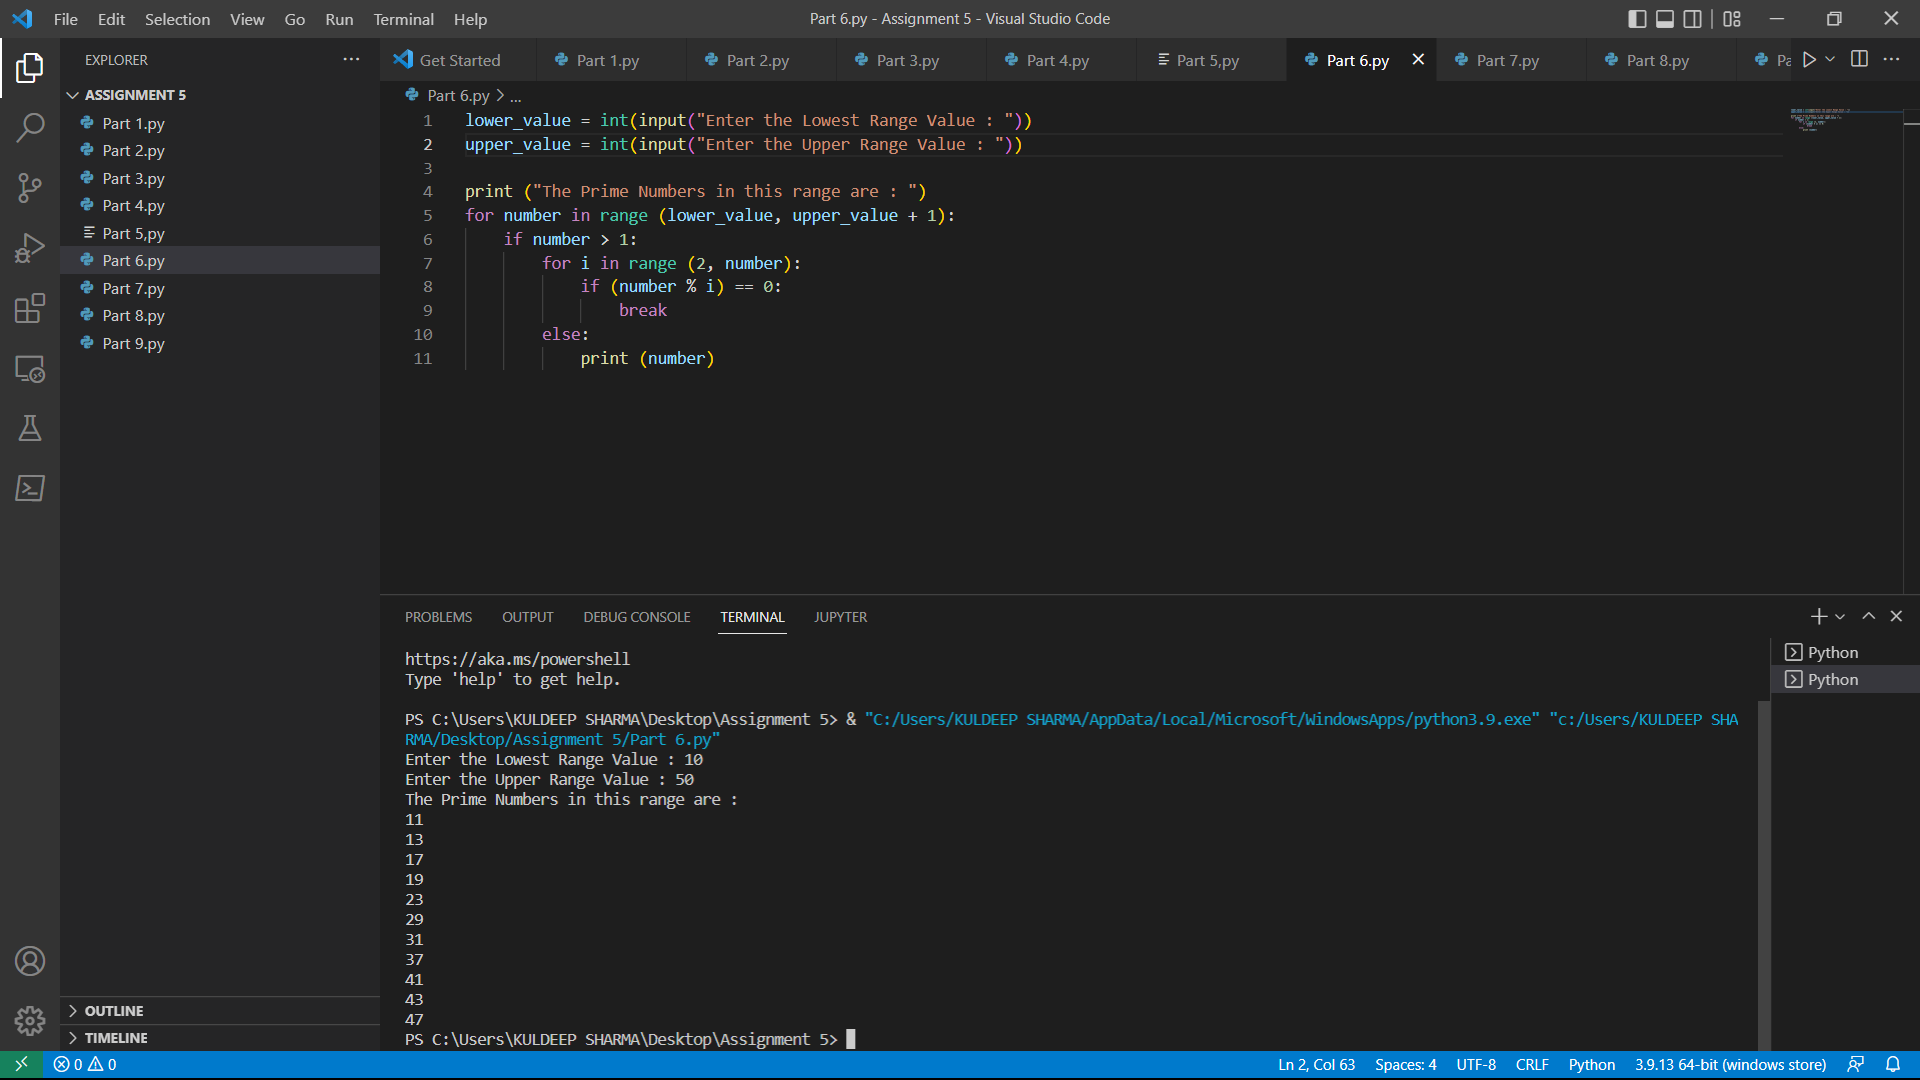 File Edit Selection View Go Run Terminal Help
Part 6.py - Assignment 5 - Visual Studio Code
EXPLORER
ASSIGNMENT 5
Part 1.py
Part 2.py
Part 3.py
Part 4.py
Part 5,py
Part 6.py
Part 7.py
Part 8.py
Part 9.py
OUTLINE
TIMELINE
Get Started Part 1.py Part 2.py Part 3.py Part 4.py Part 5,py Part 6.py Part 7.py Part 8.py Pa
Part 6.py > ...
1 lower_value = int(input("Enter the Lowest Range Value : "))
2 upper_value = int(input("Enter the Upper Range Value : "))
3
4 print ("The Prime Numbers in this range are : ")
5 for number in range (lower_value, upper_value + 1):
6 if number > 1:
7 for i in range (2, number):
8 if (number % i) == 0:
9 break
10 else:
11 print (number)
PROBLEMS OUTPUT DEBUG CONSOLE TERMINAL JUPYTER
Python
Python
https://aka.ms/powershell
Type 'help' to get help.
PS C:\Users\KULDEEP SHARMA\Desktop\Assignment 5> & "C:/Users/KULDEEP SHARMA/AppData/Local/Microsoft/WindowsApps/python3.9.exe" "c:/Users/KULDEEP SHA
RMA/Desktop/Assignment 5/Part 6.py"
Enter the Lowest Range Value : 10
Enter the Upper Range Value : 50
The Prime Numbers in this range are :
11
13
17
19
23
29
31
37
41
43
47
PS C:\Users\KULDEEP SHARMA\Desktop\Assignment 5>
0 0
Ln 2, Col 63 Spaces: 4 UTF-8 CRLF Python 3.9.13 64-bit (windows store)